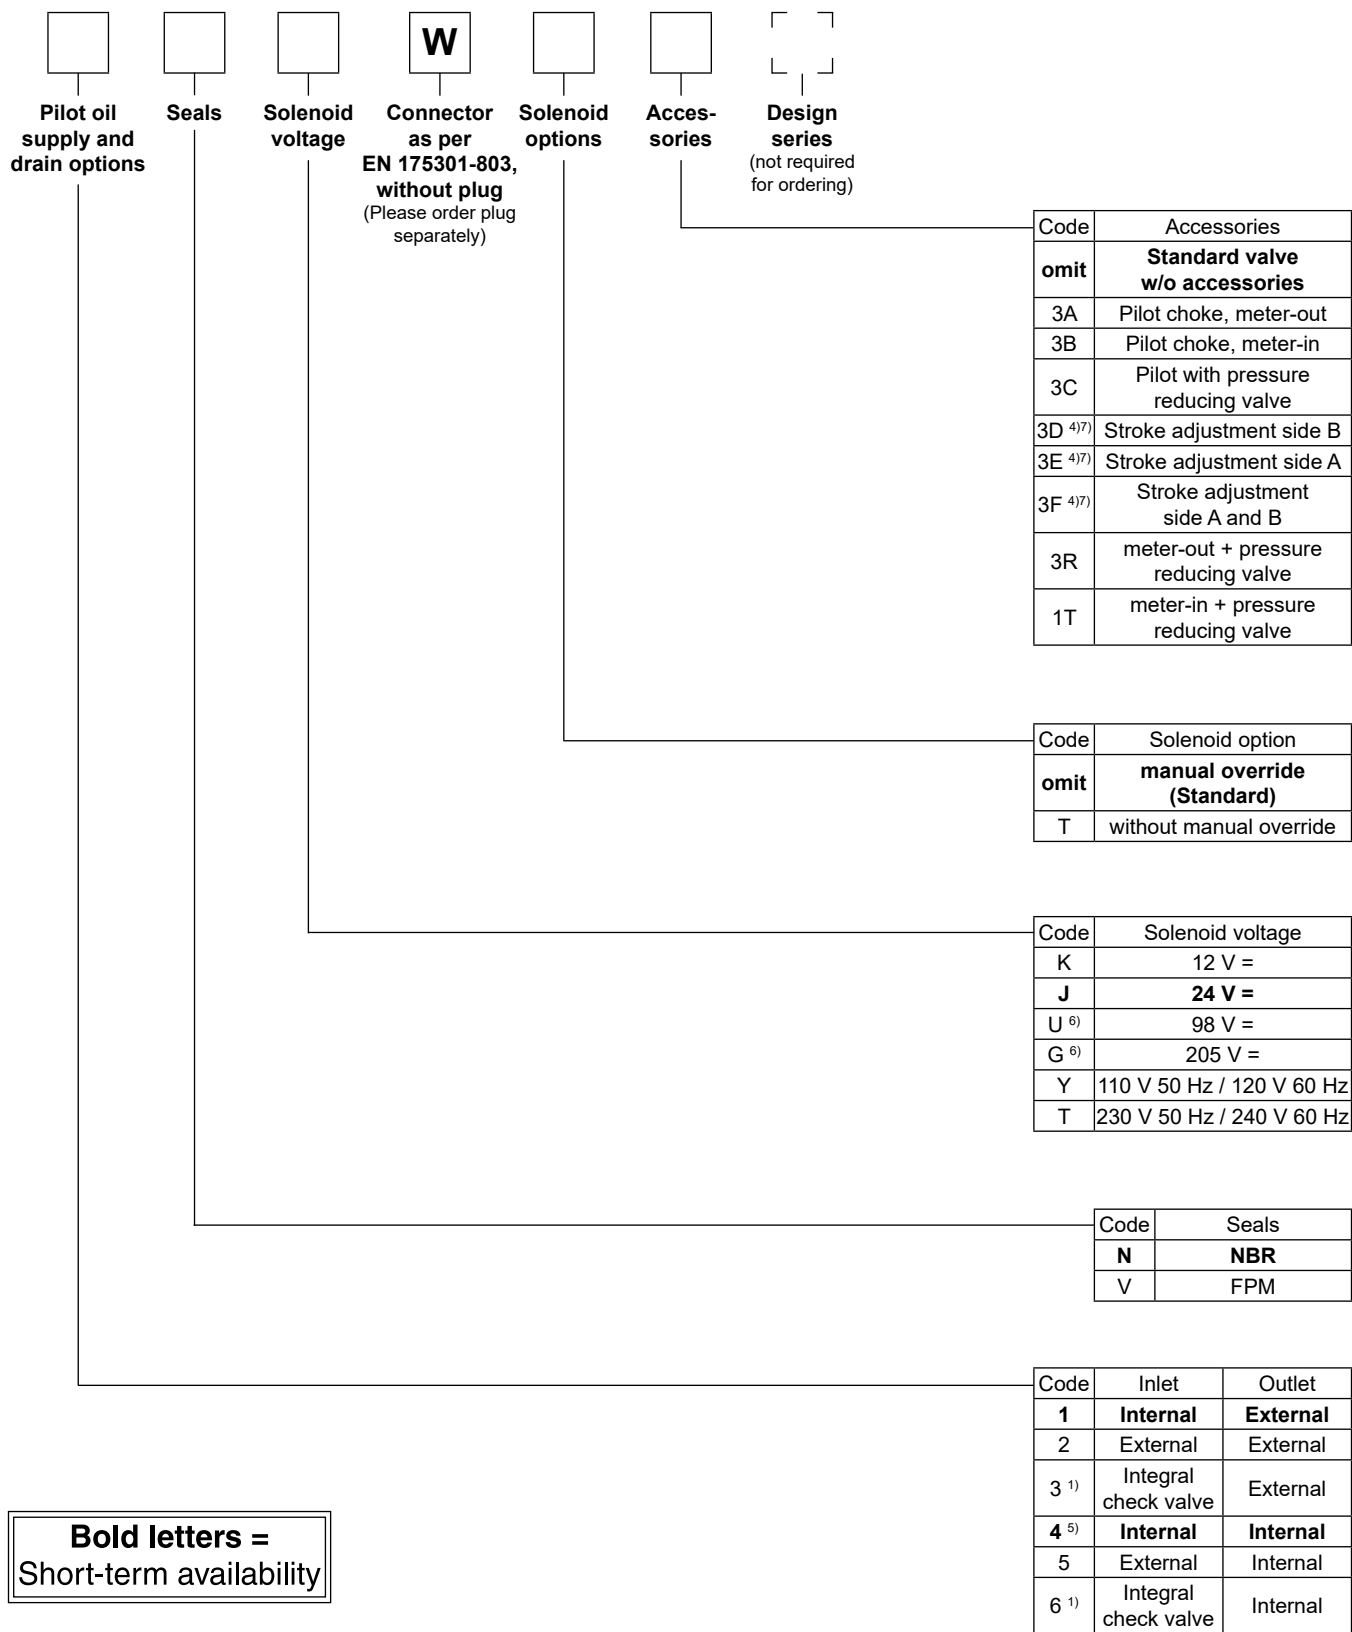 W
Pilot oil
supply and
drain options
Seals
Solenoid
voltage
Connector
as per
EN 175301-803,
without plug
(Please order plug
separately)
Solenoid
options
Acces-
sories
Design
series
(not required
for ordering)
Code Accessories
omit Standard valve
w/o accessories
3A Pilot choke, meter-out
3B Pilot choke, meter-in
3C Pilot with pressure
reducing valve
3D 4)7) Stroke adjustment side B
3E 4)7) Stroke adjustment side A
3F 4)7) Stroke adjustment
side A and B
3R meter-out + pressure
reducing valve
1T meter-in + pressure
reducing valve
Code Solenoid option
omit manual override
(Standard)
T without manual override
Code Solenoid voltage
K 12 V =
J 24 V =
U 6) 98 V =
G 6) 205 V =
Y 110 V 50 Hz / 120 V 60 Hz
T 230 V 50 Hz / 240 V 60 Hz
Code Seals
N NBR
V FPM
Code Inlet Outlet
1 Internal External
2 External External
3 1) Integral
check valve External
4 5) Internal Internal
5 External Internal
6 1) Integral
check valve Internal
Bold letters =
Short-term availability